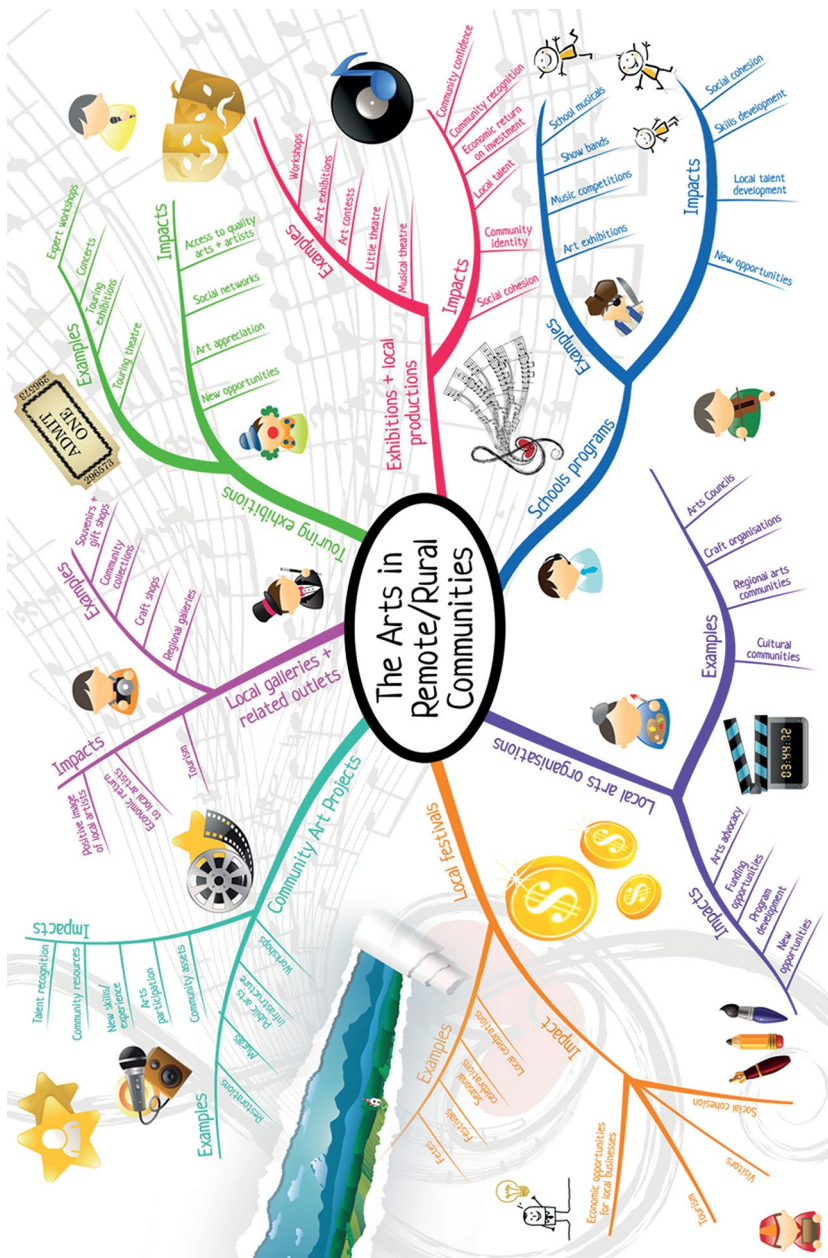 The Arts in
Remote/Rural
Communities
Schools programs
Examples
School musicals
Show bands
Music competitions
Art exhibitions
Impacts
Social cohesion
Skills development
Local talent
development
New opportunities
Local arts organisations
Examples
Arts Councils
Craft organisations
Regional arts
communities
Cultural
communities
Impacts
Arts advocacy
Funding
opportunities
Program
development
New
opportunities
03:44:02
Local festivals
Impact
Social cohesion
Visitors
Tourism
Economic opportunities
for local businesses
Examples
Local celebrations
Seasonal
celebrations
Festivals
Fetes
Community Art Projects
Examples
Workshops
Public arts
infrastructure
Murals
Restorations
Impacts
Talent recognition
Community resources
New skills/
experience
Arts
participation
Community assets
Local galleries +
related outlets
Impacts
Positive image
of local artists
Economic return
to local artists
Tourism
Examples
Souvenirs +
gift shops
Community
collections
Craft shops
Regional galleries
Touring exhibitions
Examples
Expert workshops
Concerts
Touring
exhibitions
Touring theatre
Impacts
Access to quality
arts + artists
Social networks
Art appreciation
New opportunities
296573
ADMIT
ONE
296573
Exhibitions + local
productions
Examples
Workshops
Art exhibitions
Art contests
Little theatre
Musical theatre
Impacts
Community confidence
Community recognition
Economic return
on investment
Local talent
Community
identity
Social cohesion